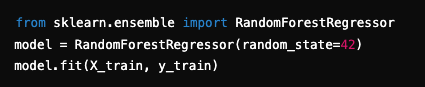 from sklearn.ensemble import RandomForestRegressor
model = RandomForestRegressor(random_state=42)
model.fit(X_train, y_train)